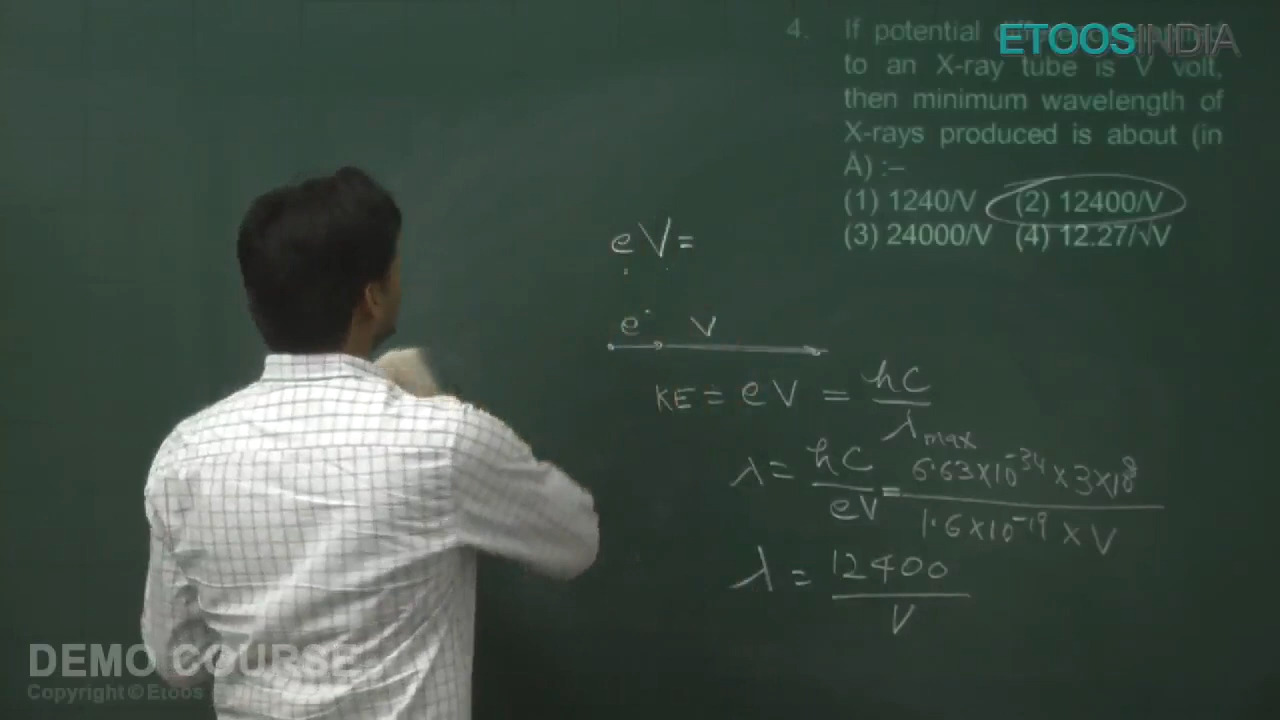 4. If potential
ETOOSINDIA
to an X-ray tube is V volt,
then minimum wavelength of
X-rays produced is about (in
Å) :–
(1) 1240/V (2) 12400/V
(3) 24000/V (4) 12.27/√V
eV=
e⁻ V
KE = eV = hc / λmax
λ = hc / eV = 6.63×10⁻³⁴ × 3×10⁸ / 1.6×10⁻¹⁹ × V
λ = 12400 / V
DEMO COURSE
Copyright © Etoos